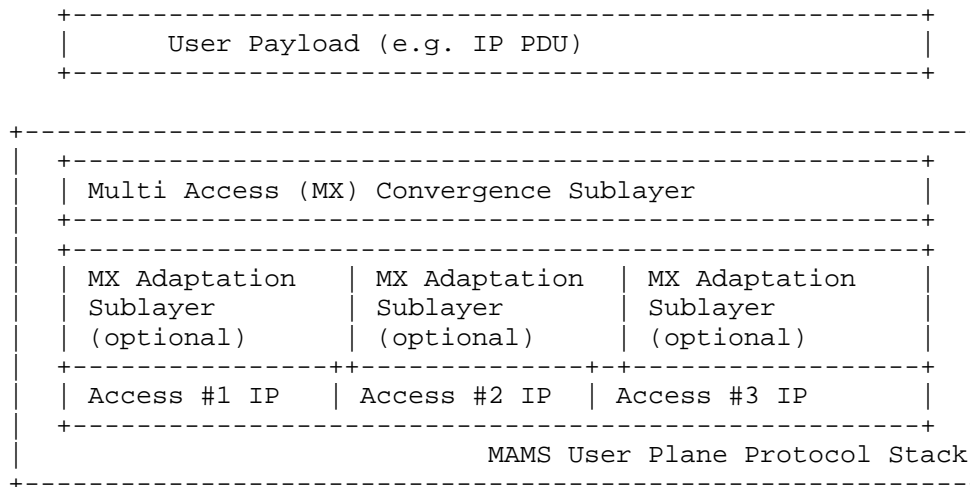 User Payload (e.g. IP PDU)
Multi Access (MX) Convergence Sublayer
MX Adaptation | MX Adaptation | MX Adaptation
Sublayer | Sublayer | Sublayer
(optional) | (optional) | (optional)
Access #1 IP | Access #2 IP | Access #3 IP
MAMS User Plane Protocol Stack